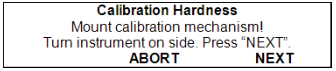 Calibration Hardness
Mount calibration mechanism!
Turn instrument on side. Press “NEXT”.
ABORT NEXT